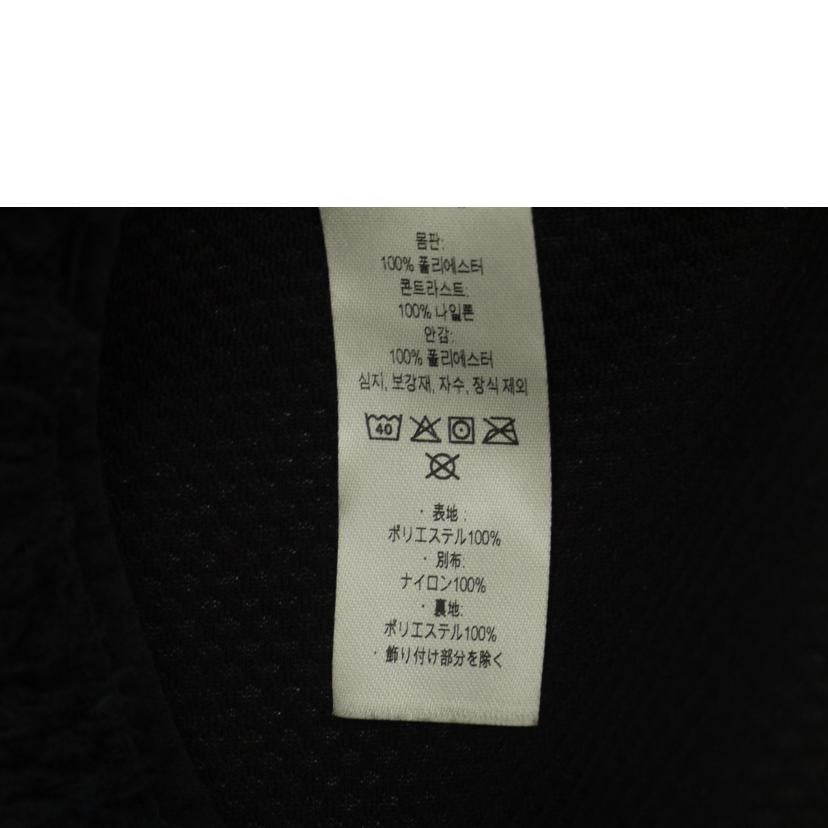 몸판:
100% 폴리에스터
콘트라스트:
100% 나일론
안감:
100% 폴리에스터
심지, 보강재, 자수, 장식 제외
40
・表地:
ポリエステル100%
・別布:
ナイロン100%
・裏地:
ポリエステル100%
・飾り付け部分を除く